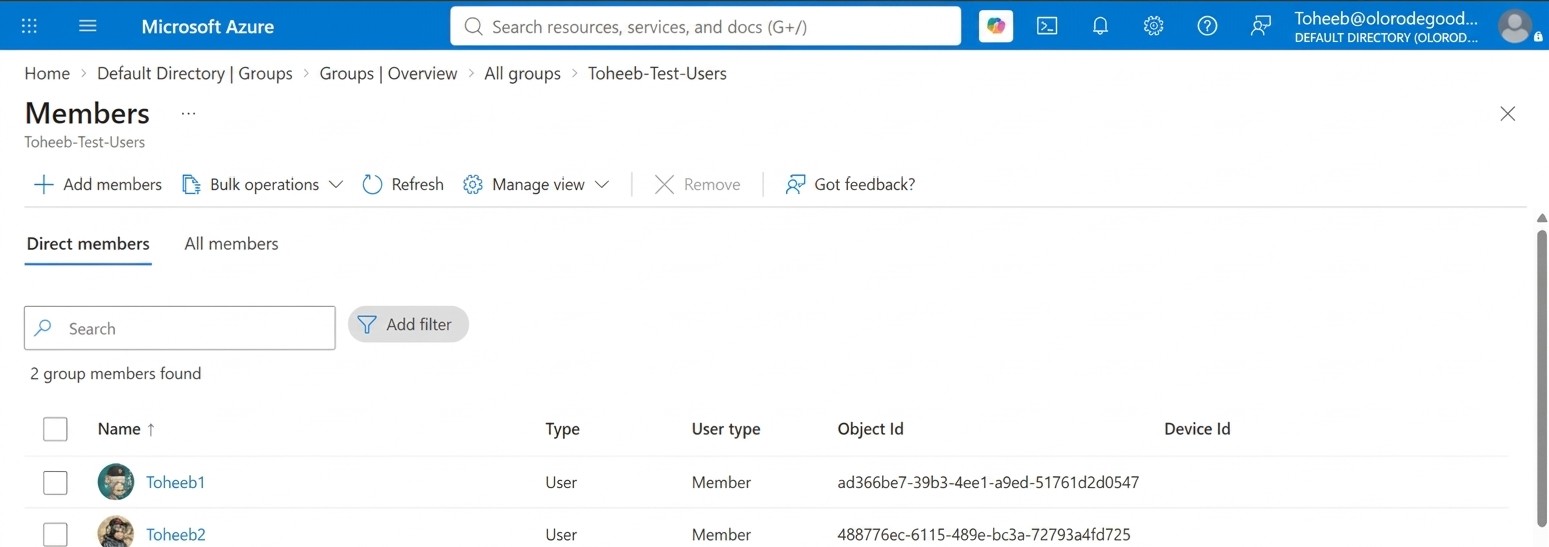 Microsoft Azure
Search resources, services, and docs (G+/)
Toheeb@olorodegood...
DEFAULT DIRECTORY (OLOROD...
Home > Default Directory | Groups > Groups | Overview > All groups > Toheeb-Test-Users
Members ...
Toheeb-Test-Users
Add members Bulk operations Refresh Manage view Remove Got feedback?
Direct members All members
Search Add filter
2 group members found
Name ↑ Type User type Object Id Device Id
Toheeb1 User Member ad366be7-39b3-4ee1-a9ed-51761d2d0547
Toheeb2 User Member 488776ec-6115-489e-bc3a-72793a4fd725